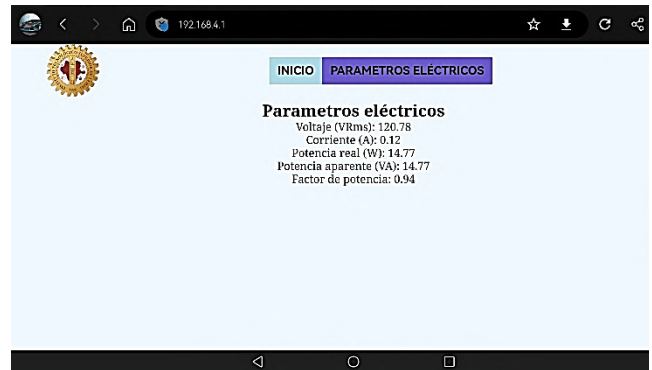 192.168.4.1
INICIO PARAMETROS ELÉCTRICOS
Parametros eléctricos
Voltaje (VRms): 120.78
Corriente (A): 0.12
Potencia real (W): 14.77
Potencia aparente (VA): 14.77
Factor de potencia: 0.94